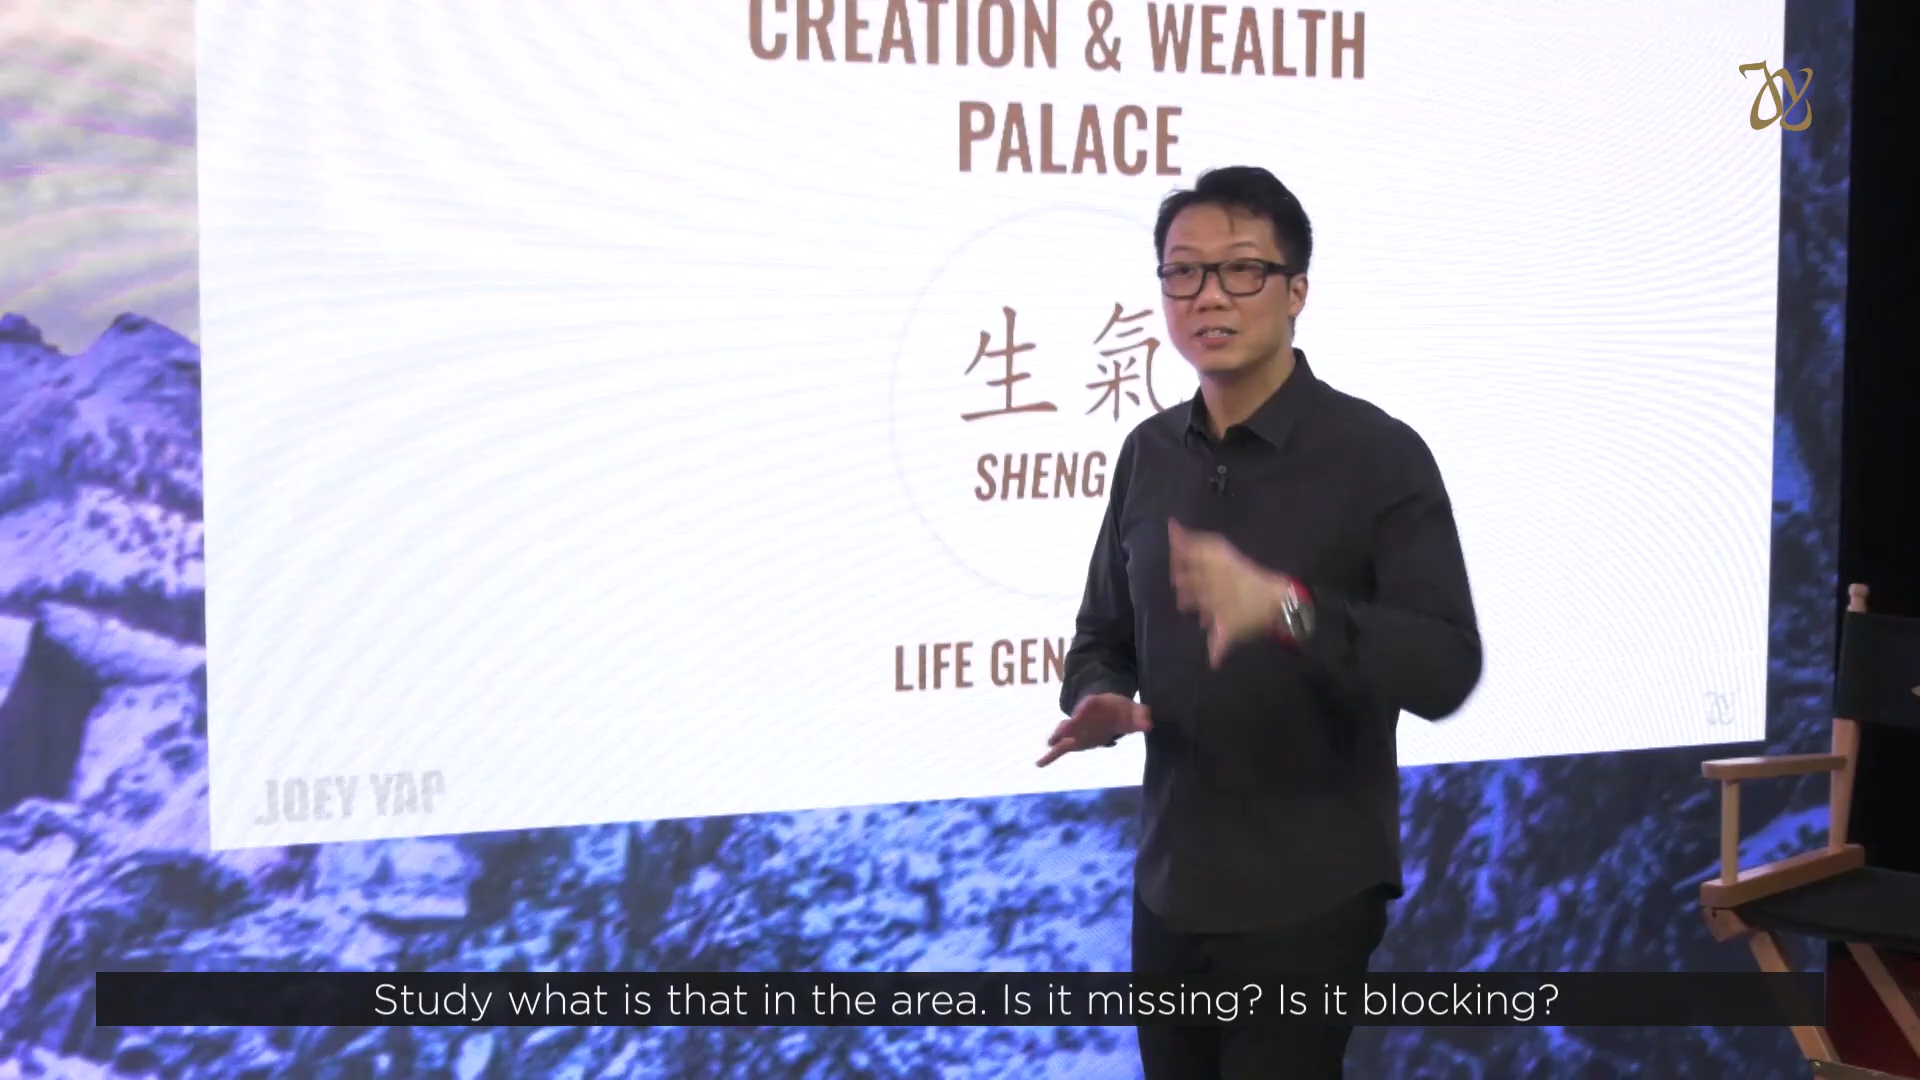 CREATION & WEALTH
PALACE
生氣
SHENG
LIFE GEN
JOEY YAP
Study what is that in the area. Is it missing? Is it blocking?